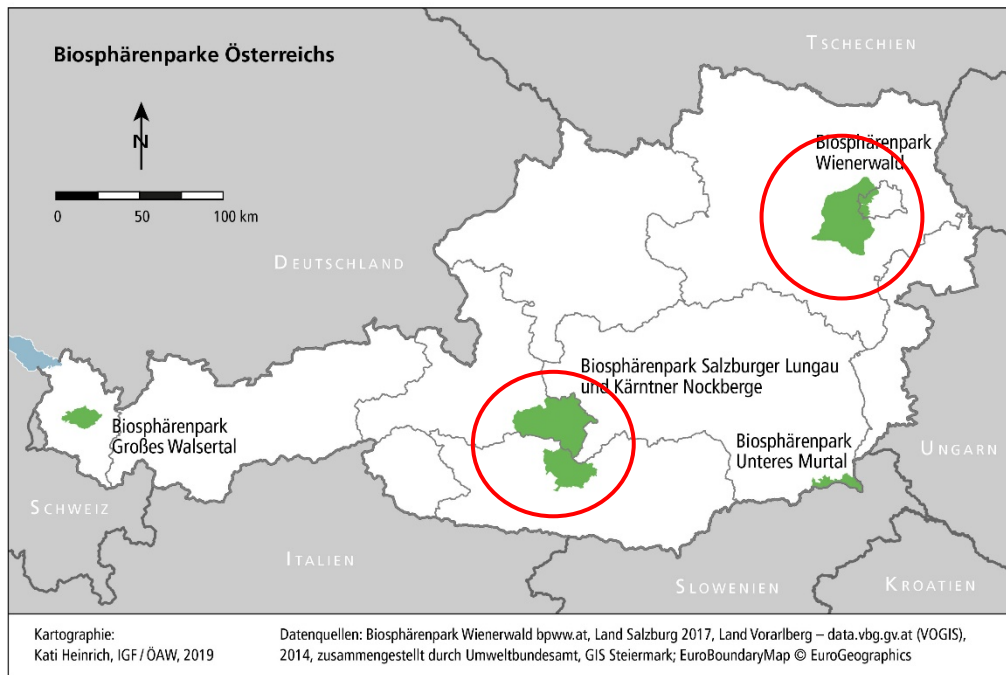 Biosphärenparke Österreichs
TSCHECHIEN
N
0 50 100 km
Biosphärenpark
Wienerwald
DEUTSCHLAND
Biosphärenpark Salzburger Lungau
und Kärntner Nockberge
Biosphärenpark
Großes Walsertal
Biosphärenpark
Unteres Murtal
UNGARN
SCHWEIZ
ITALIEN
SLOWENIEN
KROATIEN
Kartographie:
Kati Heinrich, IGF / ÖAW, 2019
Datenquellen: Biosphärenpark Wienerwald bpww.at, Land Salzburg 2017, Land Vorarlberg – data.vbg.gv.at (VOGIS),
2014, zusammengestellt durch Umweltbundesamt, GIS Steiermark; EuroBoundaryMap © EuroGeographics